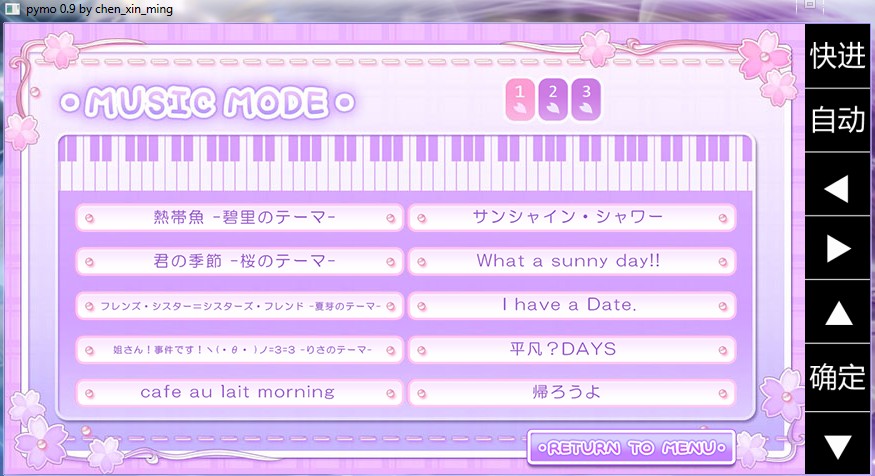 pymo 0.9 by chen_xin_ming
MUSIC MODE
1 2 3
熱帯魚 -碧里のテーマ-
サンシャイン・シャワー
君の季節 -桜のテーマ-
What a sunny day!!
フレンズ・シスター=シスターズ・フレンド -夏芽のテーマ-
I have a Date.
姐さん!事件です!ヽ(・θ・)ノ=3=3 -りさのテーマ-
平凡?DAYS
cafe au lait morning
帰ろうよ
RETURN TO MENU
快进
自动
确定